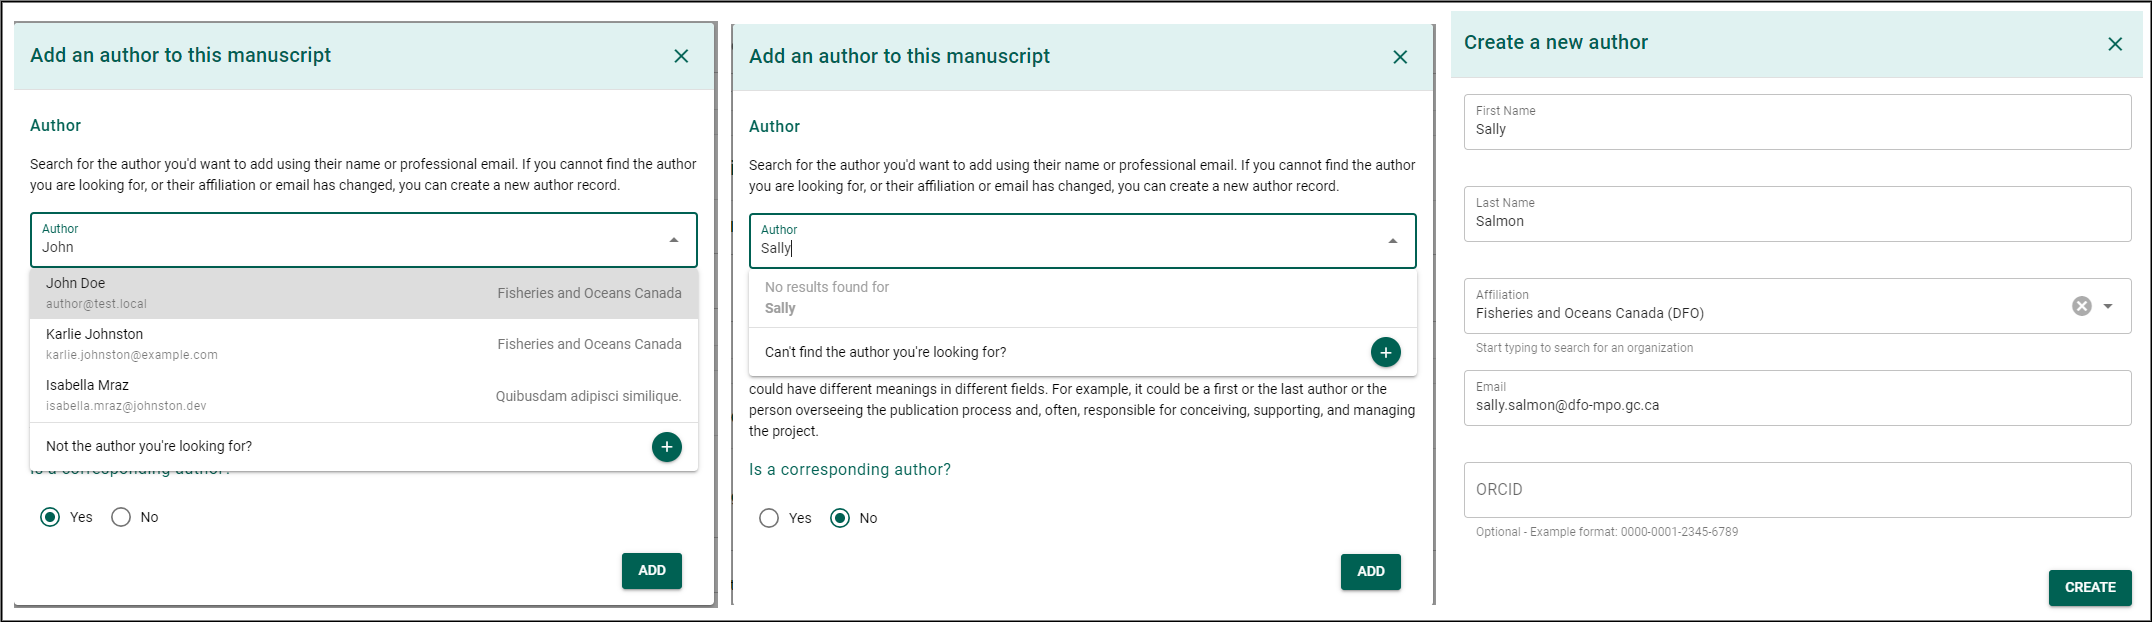 Add an author to this manuscript
Author
Search for the author you'd want to add using their name or professional email. If you cannot find the author
you are looking for, or their affiliation or email has changed, you can create a new author record.
Author
John
John Doe
author@test.local
Fisheries and Oceans Canada
Karlie Johnston
karlie.johnston@example.com
Fisheries and Oceans Canada
Isabella Mraz
isabella.mraz@johnston.dev
Quibusdam adipisci similique.
Not the author you're looking for?
Is a corresponding author?
Yes No
ADD
Add an author to this manuscript
Author
Search for the author you'd want to add using their name or professional email. If you cannot find the author
you are looking for, or their affiliation or email has changed, you can create a new author record.
Author
Sally
No results found for
Sally
Can't find the author you're looking for?
could have different meanings in different fields. For example, it could be a first or the last author or the
person overseeing the publication process and, often, responsible for conceiving, supporting, and managing
the project.
Is a corresponding author?
Yes No
ADD
Create a new author
First Name
Sally
Last Name
Salmon
Affiliation
Fisheries and Oceans Canada (DFO)
Start typing to search for an organization
Email
sally.salmon@dfo-mpo.gc.ca
ORCID
Optional - Example format: 0000-0001-2345-6789
CREATE